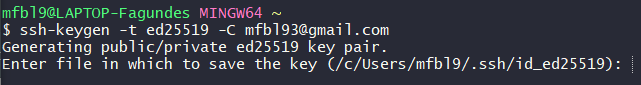 mfbl9@LAPTOP-Fagundes MINGW64 ~
$ ssh-keygen -t ed25519 -C mfbl93@gmail.com
Generating public/private ed25519 key pair.
Enter file in which to save the key (/c/Users/mfbl9/.ssh/id_ed25519):